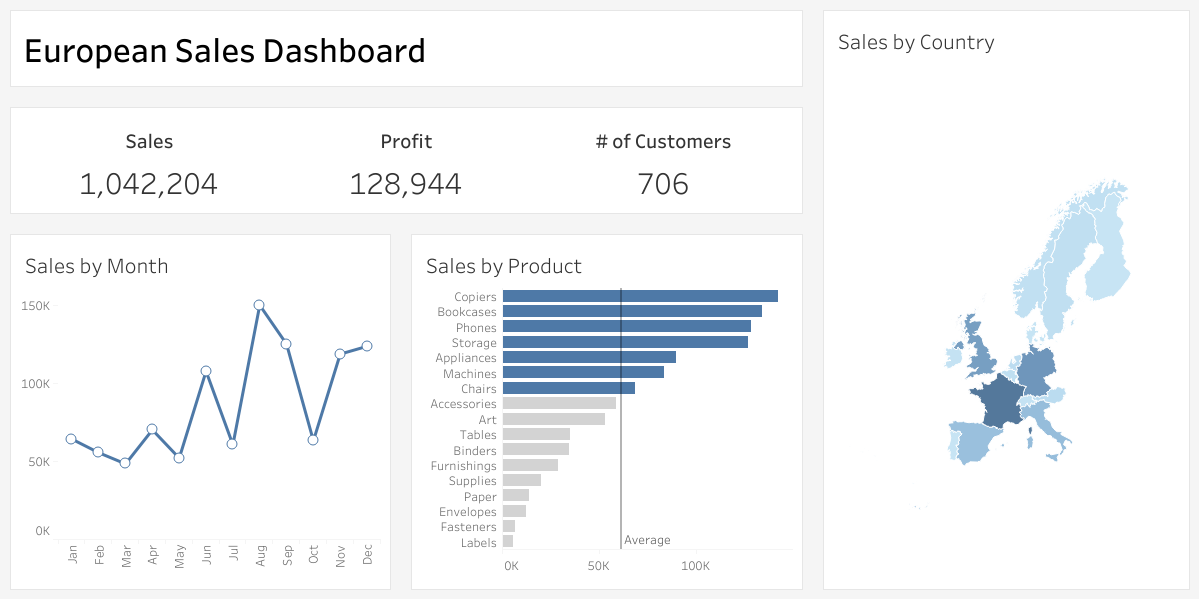 European Sales Dashboard
Sales
Profit
# of Customers
1,042,204
128,944
706
Sales by Month
150K
100K
50K
0K
Jan
Feb
Mar
Apr
May
Jun
Jul
Aug
Sep
Oct
Nov
Dec
Sales by Product
Copiers
Bookcases
Phones
Storage
Appliances
Machines
Chairs
Accessories
Art
Tables
Binders
Furnishings
Supplies
Paper
Envelopes
Fasteners
Labels
Average
0K
50K
100K
Sales by Country